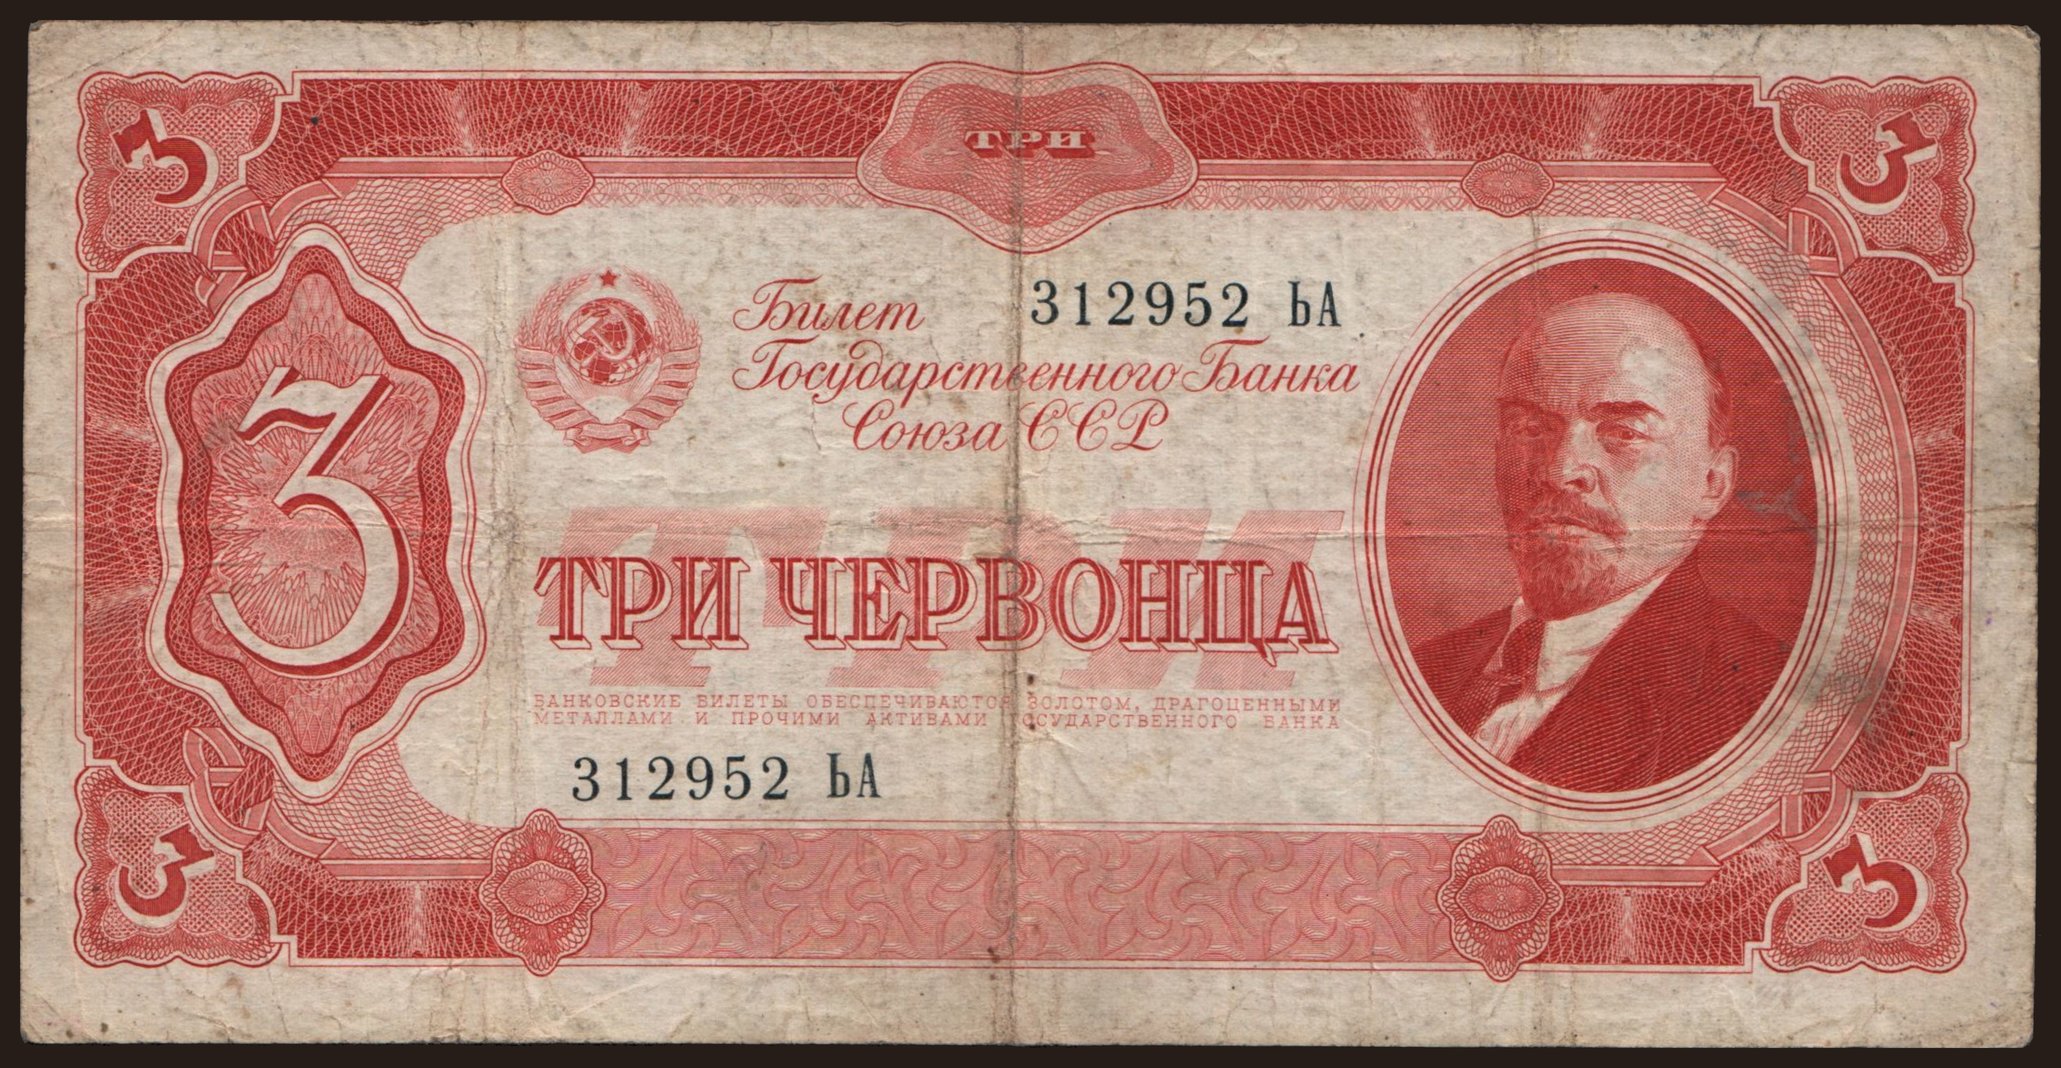 3 ТРИ 3
Билет 312952 ЬА
Государственного Банка
Союза ССР
3
ТРИ
ТРИ ЧЕРВОНЦА
БАНКОВСКИЕ БИЛЕТЫ ОБЕСПЕЧИВАЮТСЯ ЗОЛОТОМ, ДРАГОЦЕННЫМИ
МЕТАЛЛАМИ И ПРОЧИМИ АКТИВАМИ ГОСУДАРСТВЕННОГО БАНКА
312952 ЬА
3 3